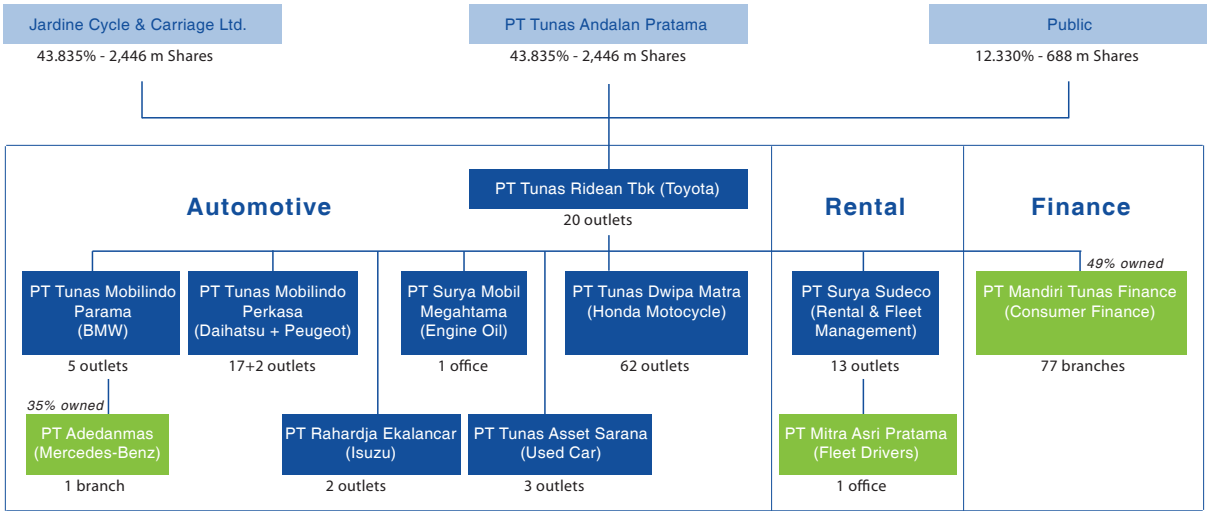 Jardine Cycle & Carriage Ltd.
43.835% - 2,446 m Shares
PT Tunas Andalan Pratama
43.835% - 2,446 m Shares
Public
12.330% - 688 m Shares
PT Tunas Ridean Tbk (Toyota)
20 outlets
Automotive
Rental
Finance
PT Tunas Mobilindo
Parama
(BMW)
5 outlets
PT Tunas Mobilindo
Perkasa
(Daihatsu + Peugeot)
17+2 outlets
PT Surya Mobil
Megahtama
(Engine Oil)
1 office
PT Tunas Dwipa Matra
(Honda Motocycle)
62 outlets
PT Surya Sudeco
(Rental & Fleet
Management)
13 outlets
49% owned
PT Mandiri Tunas Finance
(Consumer Finance)
77 branches
35% owned
PT Adedanmas
(Mercedes-Benz)
1 branch
PT Rahardja Ekalancar
(Isuzu)
2 outlets
PT Tunas Asset Sarana
(Used Car)
3 outlets
PT Mitra Asri Pratama
(Fleet Drivers)
1 office